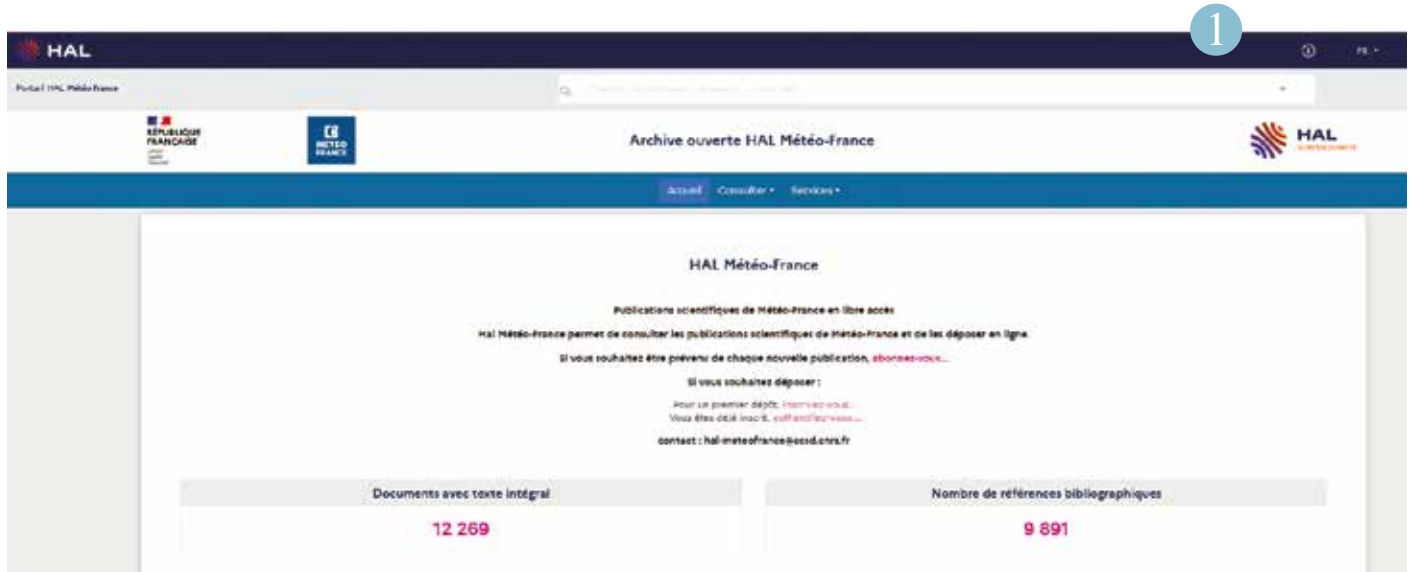 1
HAL
FR
Portail HAL Météo-France
RÉPUBLIQUE
FRANÇAISE
METEO
FRANCE
Archive ouverte HAL Météo-France
HAL
Accueil Consulter Services
HAL Météo-France
Publications scientifiques de Météo-France en libre accès
Hal Météo-France permet de consulter les publications scientifiques de Météo-France et de les déposer en ligne.
Si vous souhaitez être prévenu de chaque nouvelle publication, abonnez-vous...
Si vous souhaitez déposer :
Pour un premier dépôt, inscrivez-vous...
Vous êtes déjà inscrit, authentifiez-vous...
contact : hal-meteofrance@ccsd.cnrs.fr
Documents avec texte intégral
12 269
Nombre de références bibliographiques
9 891